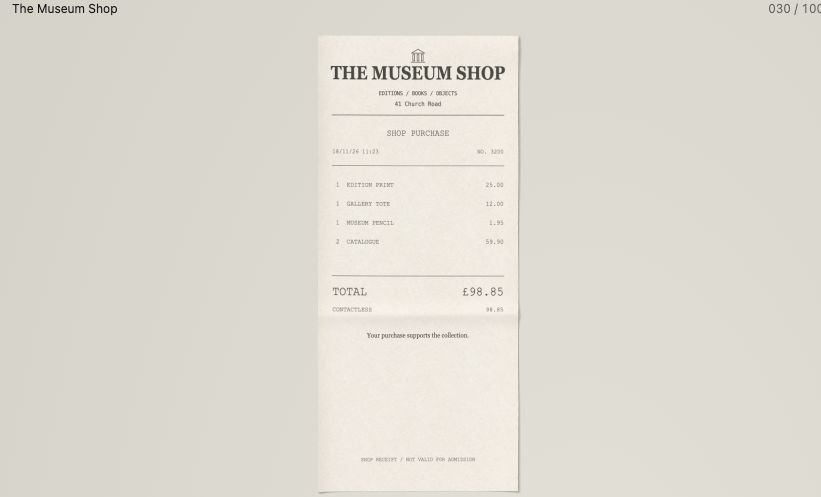 The Museum Shop 030 / 100
THE MUSEUM SHOP
EDITIONS / BOOKS / OBJECTS
41 Church Road
SHOP PURCHASE
18/11/26 11:23 NO. 3200
1 EDITION PRINT 25.00
1 GALLERY TOTE 12.00
1 MUSEUM PENCIL 1.95
2 CATALOGUE 59.90
TOTAL £98.85
CONTACTLESS 98.85
Your purchase supports the collection.
SHOP RECEIPT / NOT VALID FOR ADMISSION